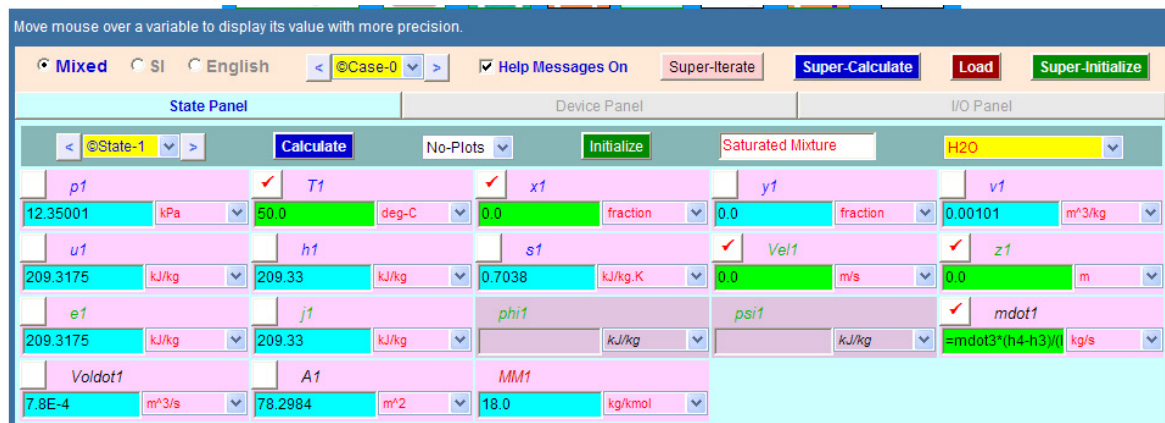 Move mouse over a variable to display its value with more precision.
Mixed SI English < ©Case-0 > Help Messages On Super-Iterate Super-Calculate Load Super-Initialize
State Panel Device Panel I/O Panel
< ©State-1 > Calculate No-Plots Initialize Saturated Mixture H2O
p1 T1 x1 y1 v1
12.35001 kPa 50.0 deg-C 0.0 fraction 0.0 fraction 0.00101 m^3/kg
u1 h1 s1 Vel1 z1
209.3175 kJ/kg 209.33 kJ/kg 0.7038 kJ/kg.K 0.0 m/s 0.0 m
e1 j1 phi1 psi1 mdot1
209.3175 kJ/kg 209.33 kJ/kg kJ/kg kJ/kg =mdot3*(h4-h3)/( kg/s
Voldot1 A1 MM1
7.8E-4 m^3/s 78.2984 m^2 18.0 kg/kmol